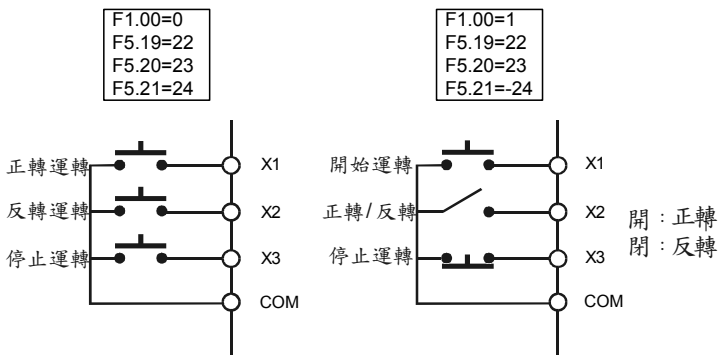 F1.00=0
F5.19=22
F5.20=23
F5.21=24
正轉運轉
X1
反轉運轉
X2
停止運轉
X3
COM
F1.00=1
F5.19=22
F5.20=23
F5.21=-24
開始運轉
X1
正轉/反轉
X2
開：正轉
閉：反轉
停止運轉
X3
COM